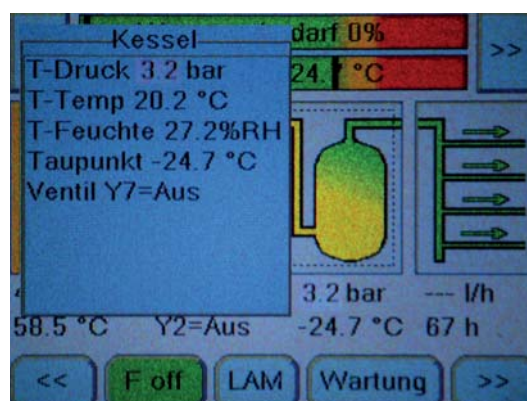 Kessel
darf 0%
>>
T-Druck 3.2 bar
24. °C
T-Temp 20.2 °C
T-Feuchte 27.2%RH
Taupunkt -24.7 °C
Ventil Y7=Aus
3.2 bar --- l/h
58.5 °C Y2=Aus -24.7 °C 67 h
<< F off LAM Wartung >>